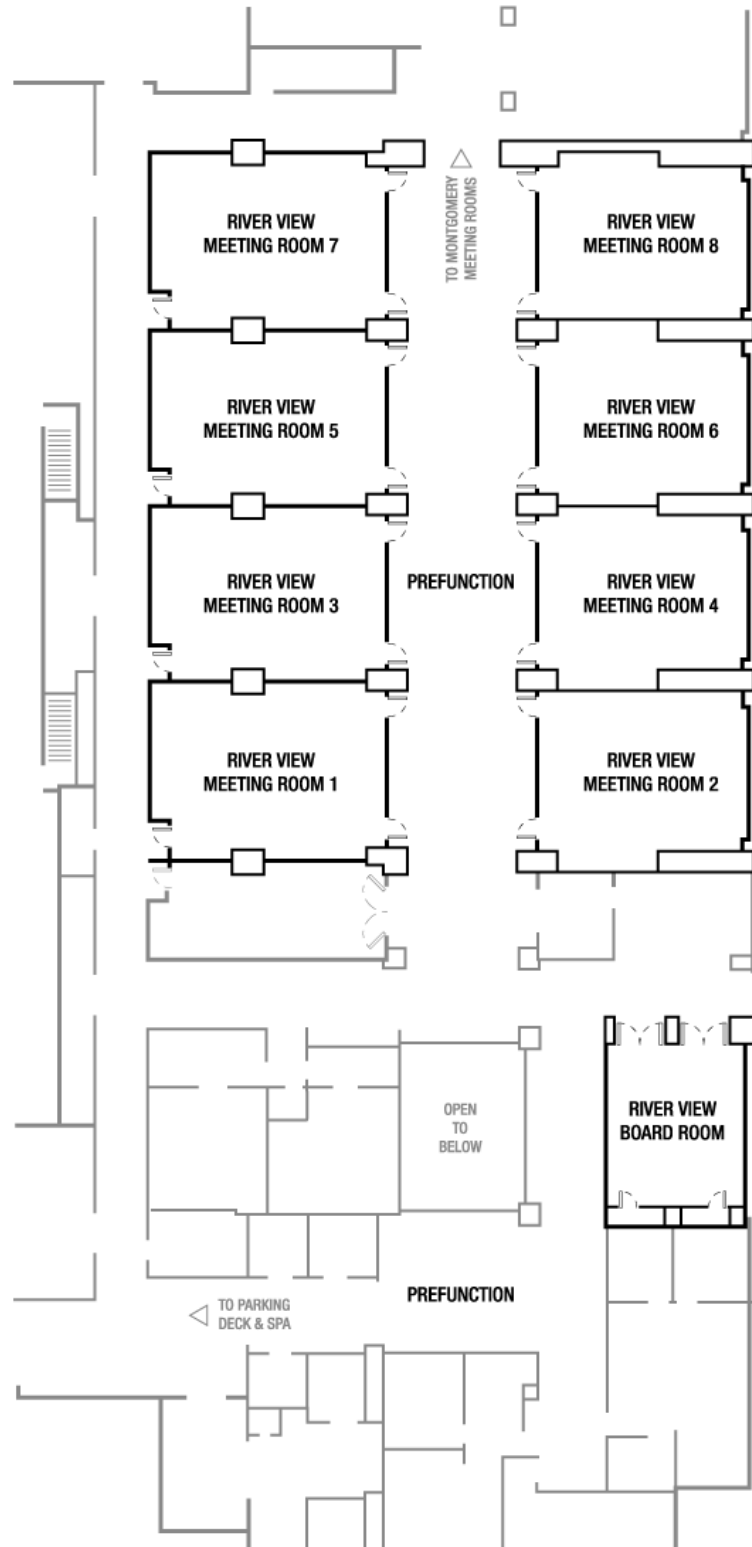 TO MONTGOMERY
MEETING ROOMS
RIVER VIEW
MEETING ROOM 7
RIVER VIEW
MEETING ROOM 8
RIVER VIEW
MEETING ROOM 5
RIVER VIEW
MEETING ROOM 6
RIVER VIEW
MEETING ROOM 3
PREFUNCTION
RIVER VIEW
MEETING ROOM 4
RIVER VIEW
MEETING ROOM 1
RIVER VIEW
MEETING ROOM 2
OPEN
TO
BELOW
RIVER VIEW
BOARD ROOM
PREFUNCTION
TO PARKING
DECK & SPA